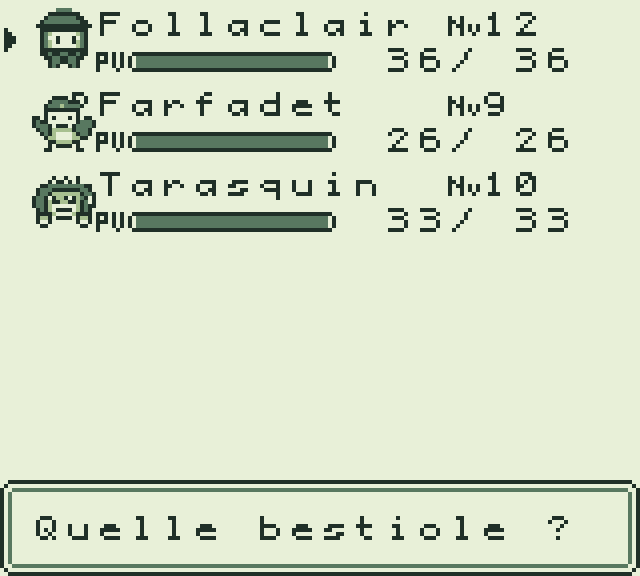 Follaclair Nv12
PV 36/ 36
Farfadet Nv9
PV 26/ 26
Tarasquin Nv10
PV 33/ 33
Quelle bestiole ?